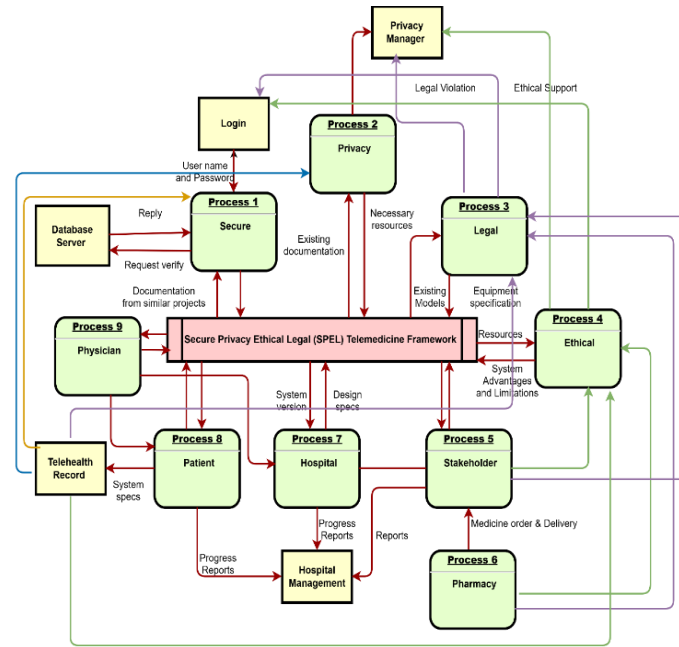 Privacy
Manager
Legal Violation
Ethical Support
Login
Process 2
Privacy
User name
and Password
Process 1
Secure
Process 3
Legal
Reply
Database
Server
Request verify
Necessary
resources
Existing
documentation
Documentation
from similar projects
Existing
Models
Equipment
specification
Process 9
Physician
Secure Privacy Ethical Legal (SPEL) Telemedicine Framework
Resources
Process 4
Ethical
System
Advantages
and Limitations
System
version
Design
specs
Process 8
Patient
Process 7
Hospital
Process 5
Stakeholder
Telehealth
Record
System
specs
Progress
Reports
Progress
Reports
Reports
Medicine order & Delivery
Hospital
Management
Process 6
Pharmacy